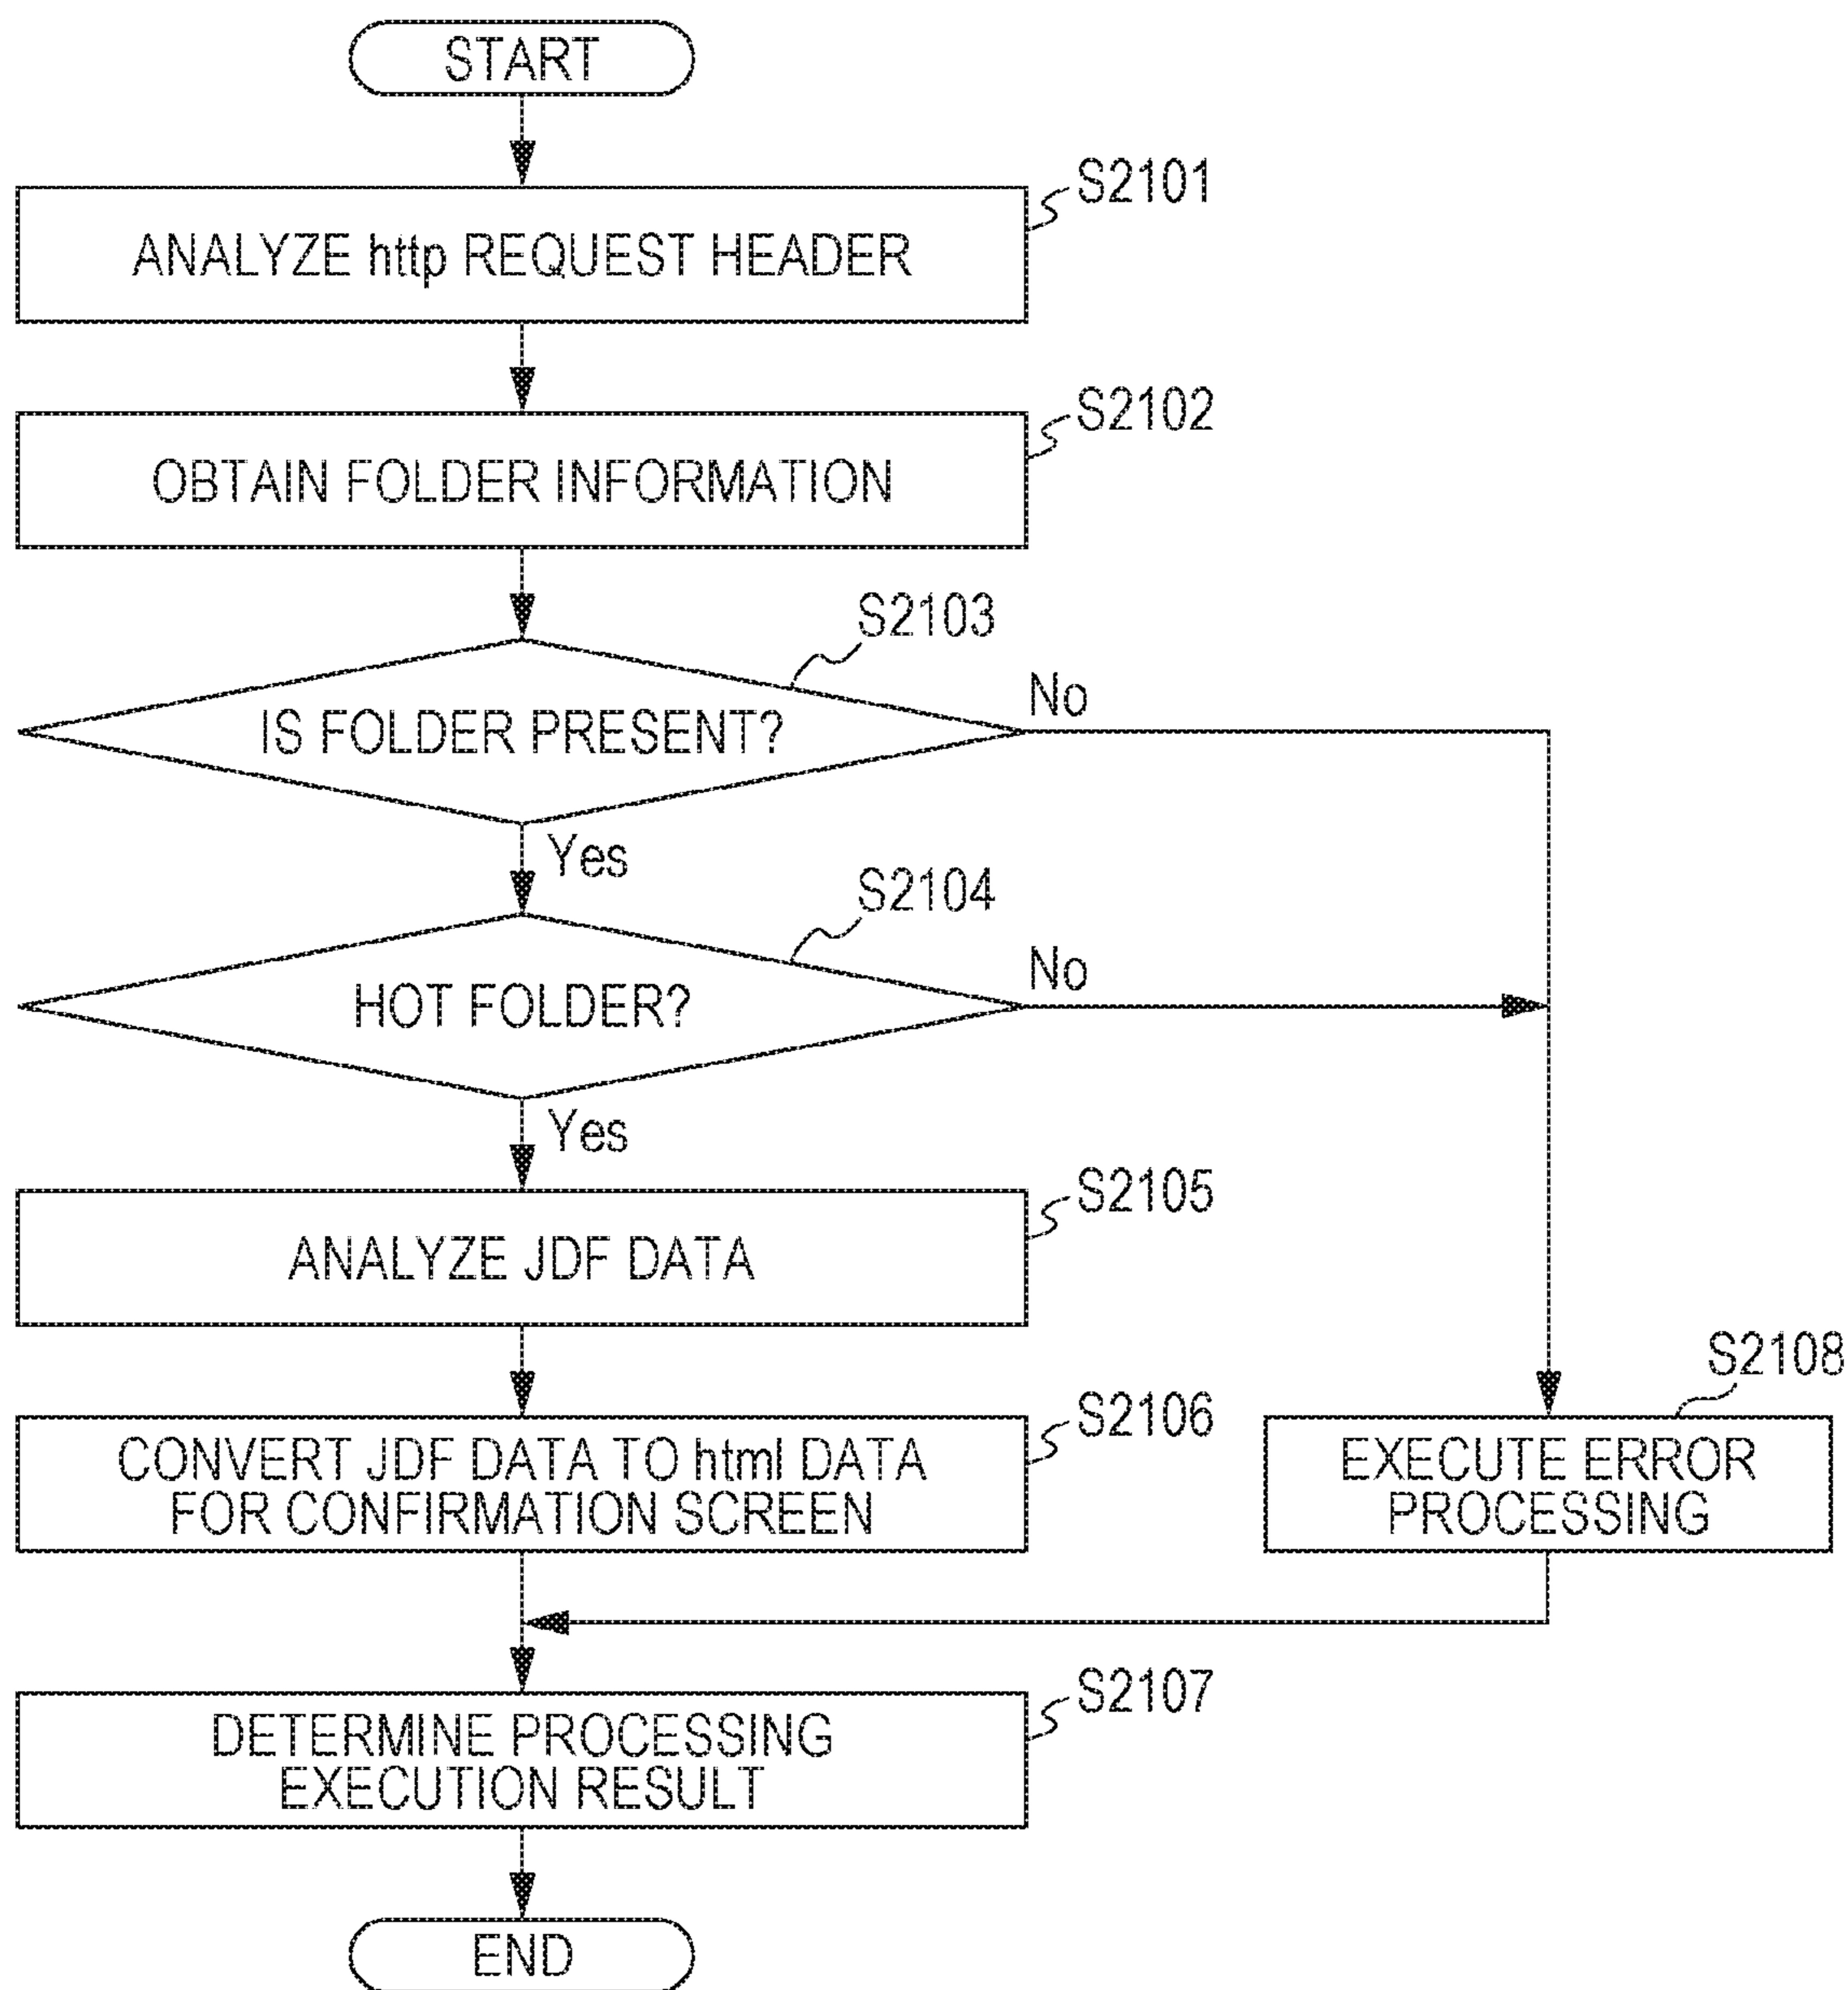 START
S2101
ANALYZE http REQUEST HEADER
S2102
OBTAIN FOLDER INFORMATION
S2103
IS FOLDER PRESENT?
No
Yes
S2104
HOT FOLDER?
No
Yes
S2105
ANALYZE JDF DATA
S2106
CONVERT JDF DATA TO html DATA
FOR CONFIRMATION SCREEN
S2108
EXECUTE ERROR
PROCESSING
S2107
DETERMINE PROCESSING
EXECUTION RESULT
END